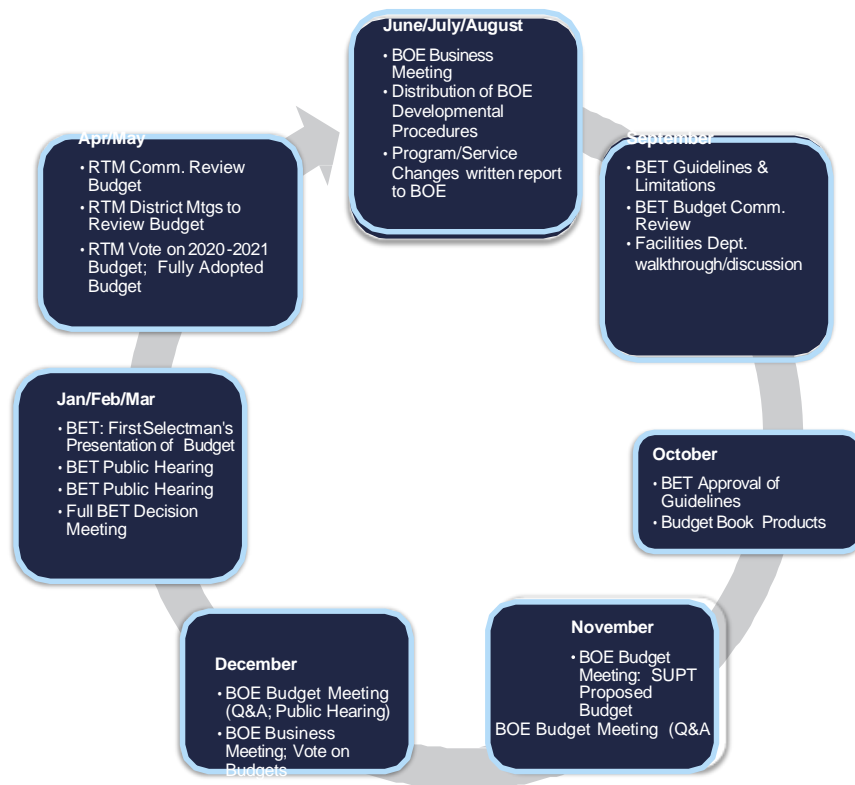 June/July/August
• BOE Business
Meeting
• Distribution of BOE
Developmental
Procedures
• Program/Service
Changes written report
to BOE
September
• BET Guidelines &
Limitations
• BET Budget Comm.
Review
• Facilities Dept.
walkthrough/discussion
October
• BET Approval of
Guidelines
• Budget Book Products
November
• BOE Budget
Meeting: SUPT
Proposed
Budget
BOE Budget Meeting (Q&A
December
• BOE Budget Meeting
(Q&A; Public Hearing)
• BOE Business
Meeting; Vote on
Budgets
Jan/Feb/Mar
• BET: First Selectman's
Presentation of Budget
• BET Public Hearing
• BET Public Hearing
• Full BET Decision
Meeting
Apr/May
• RTM Comm. Review
Budget
• RTM District Mtgs to
Review Budget
• RTM Vote on 2020-2021
Budget; Fully Adopted
Budget